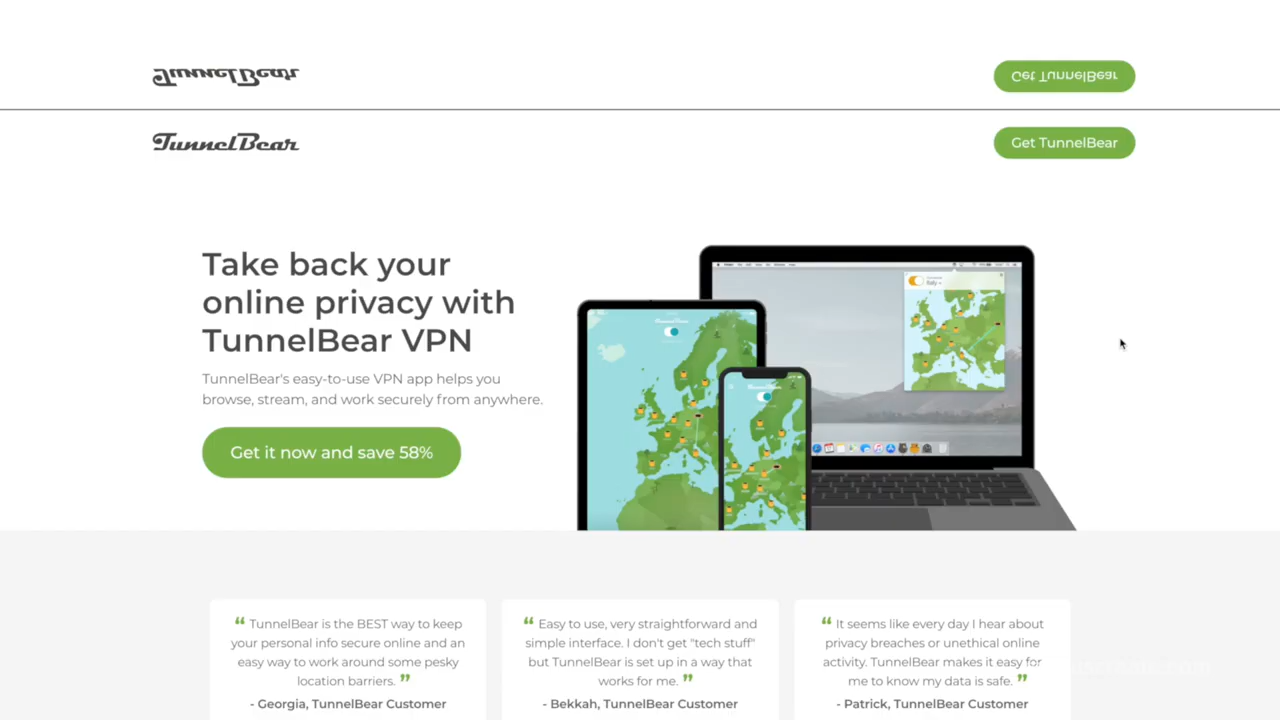 TunnelBear
Get TunnelBear
TunnelBear
Get TunnelBear
Take back your
online privacy with
TunnelBear VPN
TunnelBear's easy-to-use VPN app helps you
browse, stream, and work securely from anywhere.
Get it now and save 58%
“ TunnelBear is the BEST way to keep
your personal info secure online and an
easy way to work around some pesky
location barriers. ”
- Georgia, TunnelBear Customer
“ Easy to use, very straightforward and
simple interface. I don't get "tech stuff"
but TunnelBear is set up in a way that
works for me. ”
- Bekkah, TunnelBear Customer
“ It seems like every day I hear about
privacy breaches or unethical online
activity. TunnelBear makes it easy for
me to know my data is safe. ”
- Patrick, TunnelBear Customer